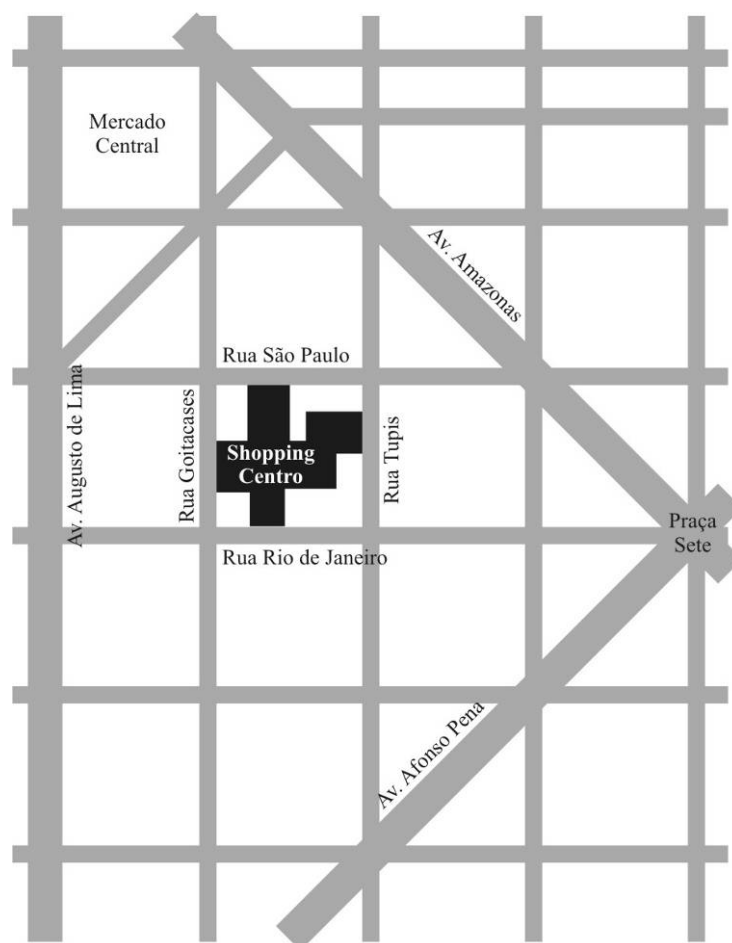 Mercado
Central
Av. Amazonas
Rua São Paulo
Av. Augusto de Lima
Rua Goitacases
Shopping
Centro
Rua Tupis
Praça
Sete
Rua Rio de Janeiro
Av. Afonso Pena